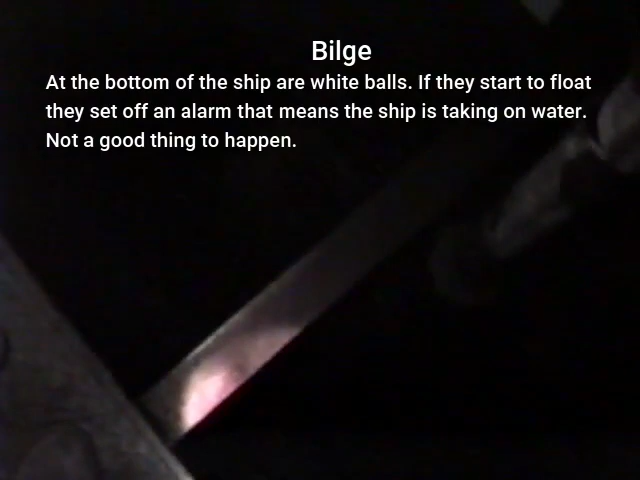 Bilge
At the bottom of the ship are white balls. If they start to float
they set off an alarm that means the ship is taking on water.
Not a good thing to happen.